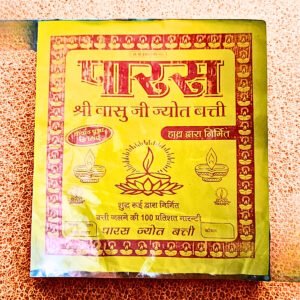 पारस
श्री वासु जी ज्योत बत्ती
हाथ द्वारा निर्मित
शुद्ध रूई द्वारा निर्मित
बत्ती जलने की 100 प्रतिशत गारन्टी
पारस ज्योत बत्ती